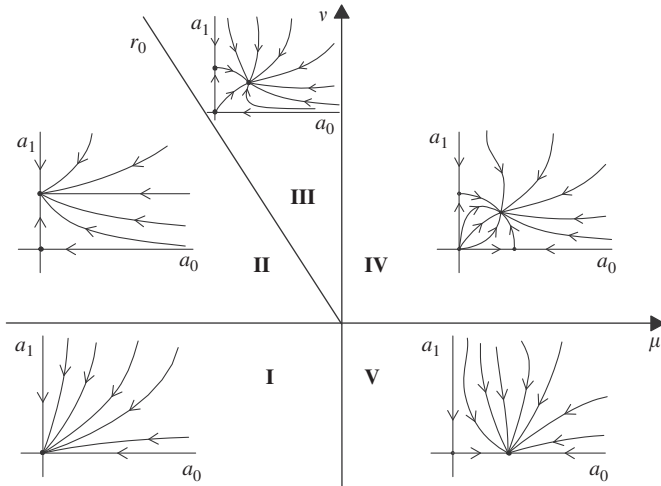 a1 ν
r0
a0
a1 a1
III
a0 II IV a0
μ
a1 I V a1
a0 a0